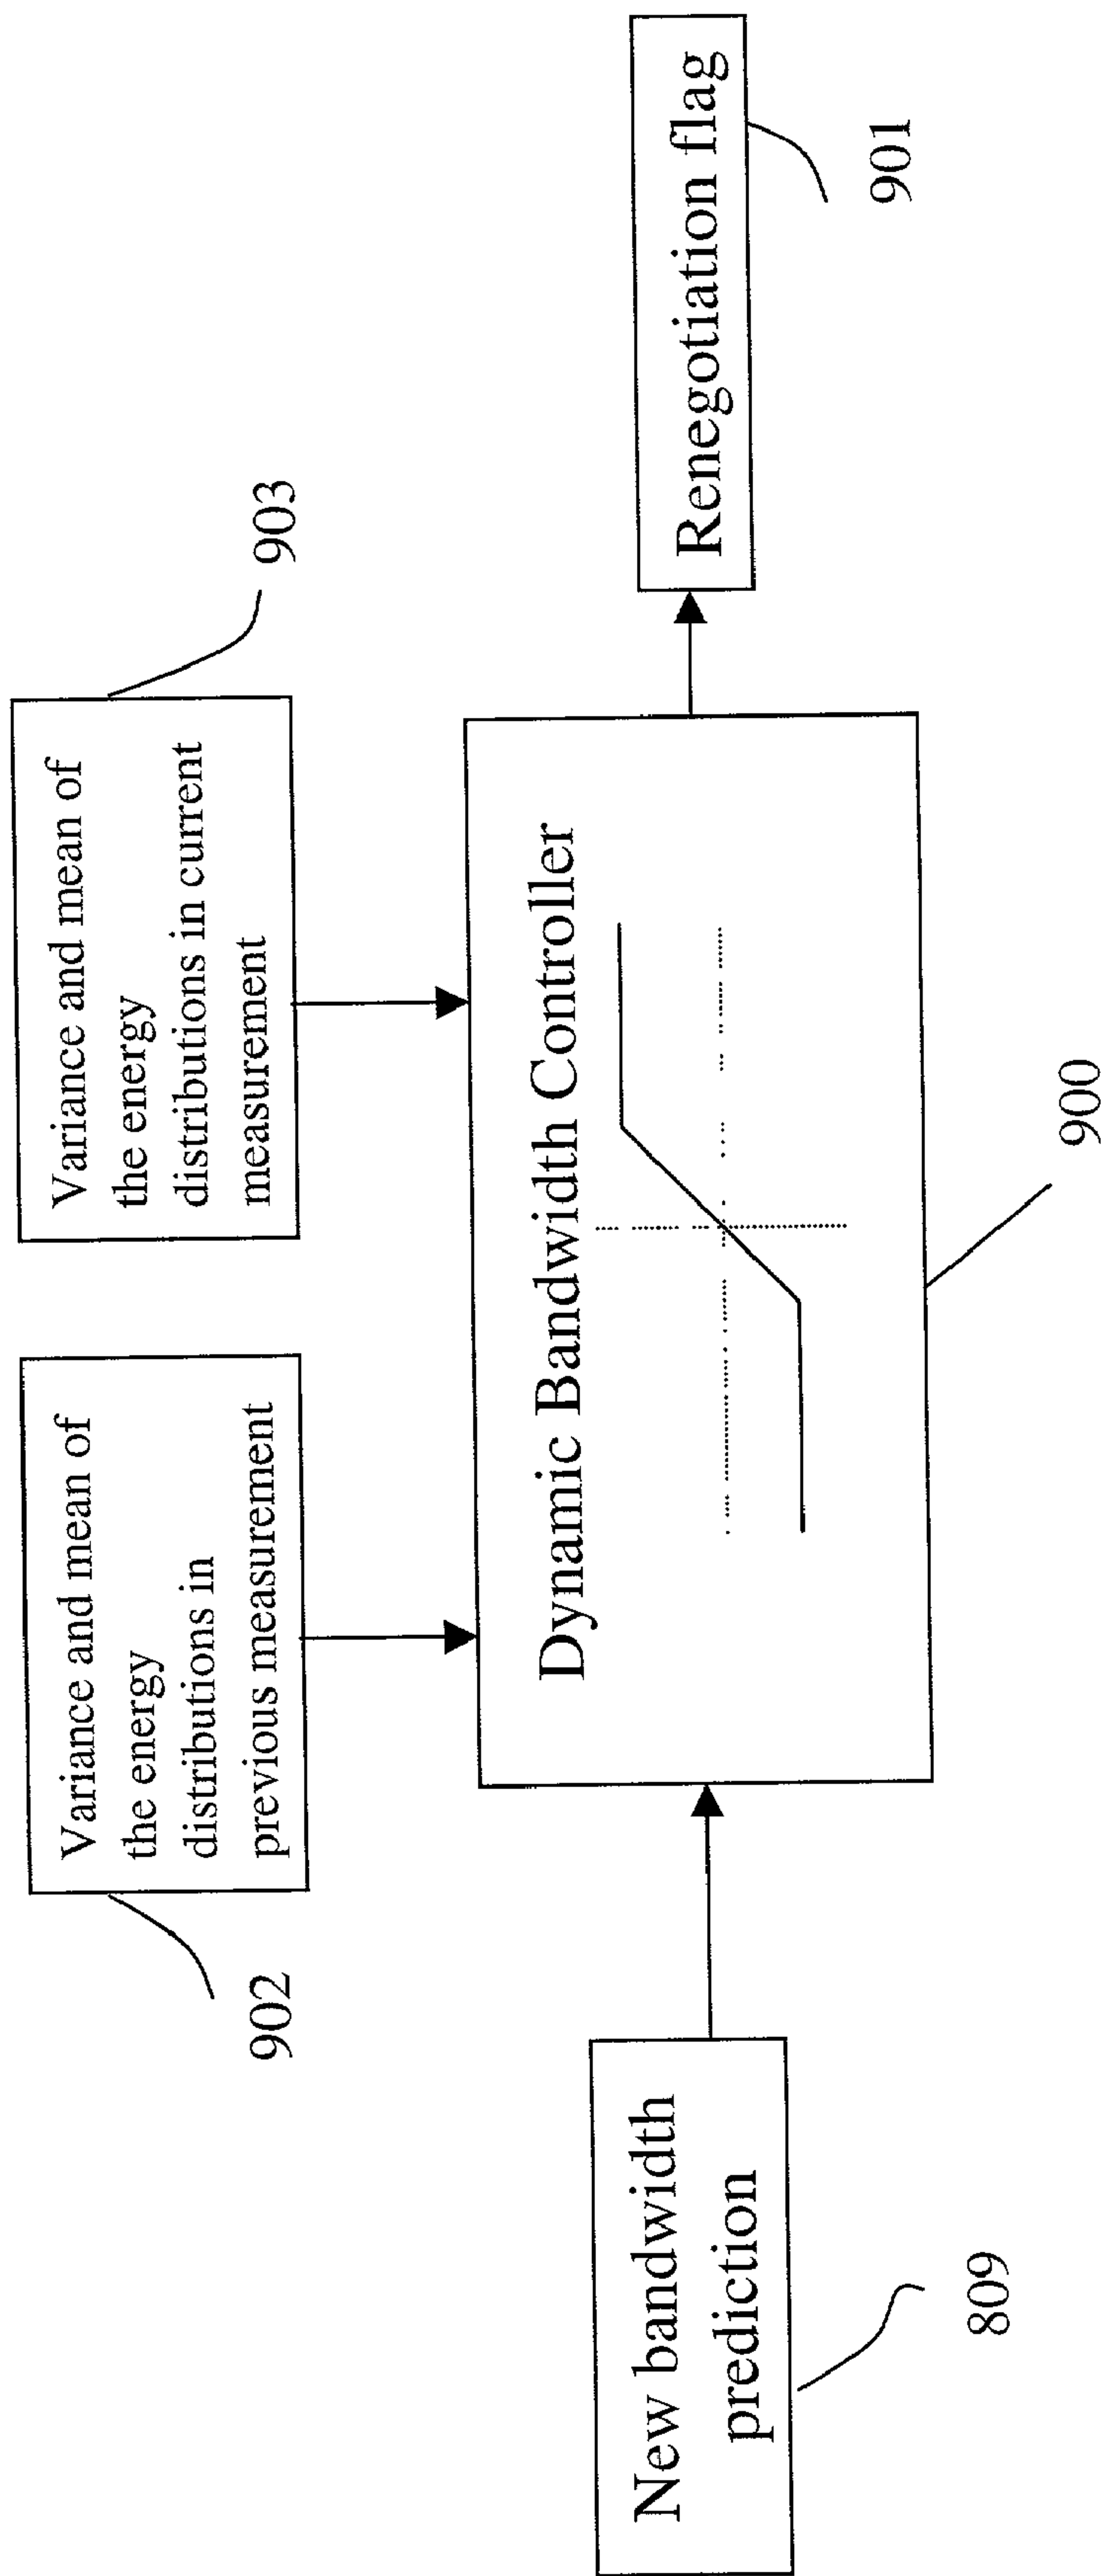 Variance and mean of
the energy
distributions in
previous measurement
902
Variance and mean of
the energy
distributions in current
measurement
903
New bandwidth
prediction
809
Dynamic Bandwidth Controller
900
Renegotiation flag
901